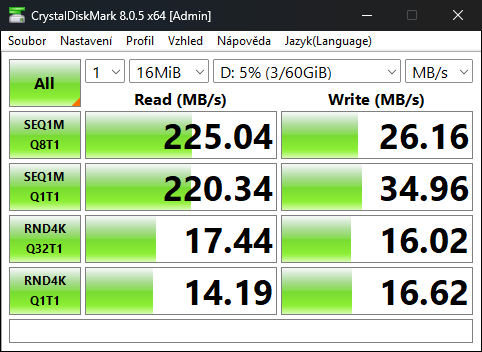 CrystalDiskMark 8.0.5 x64 [Admin]
Soubor Nastavení Profil Vzhled Nápověda Jazyk(Language)
All 1 16MiB D: 5% (3/60GiB) MB/s
Read (MB/s) Write (MB/s)
SEQ1M
Q8T1 225.04 26.16
SEQ1M
Q1T1 220.34 34.96
RND4K
Q32T1 17.44 16.02
RND4K
Q1T1 14.19 16.62